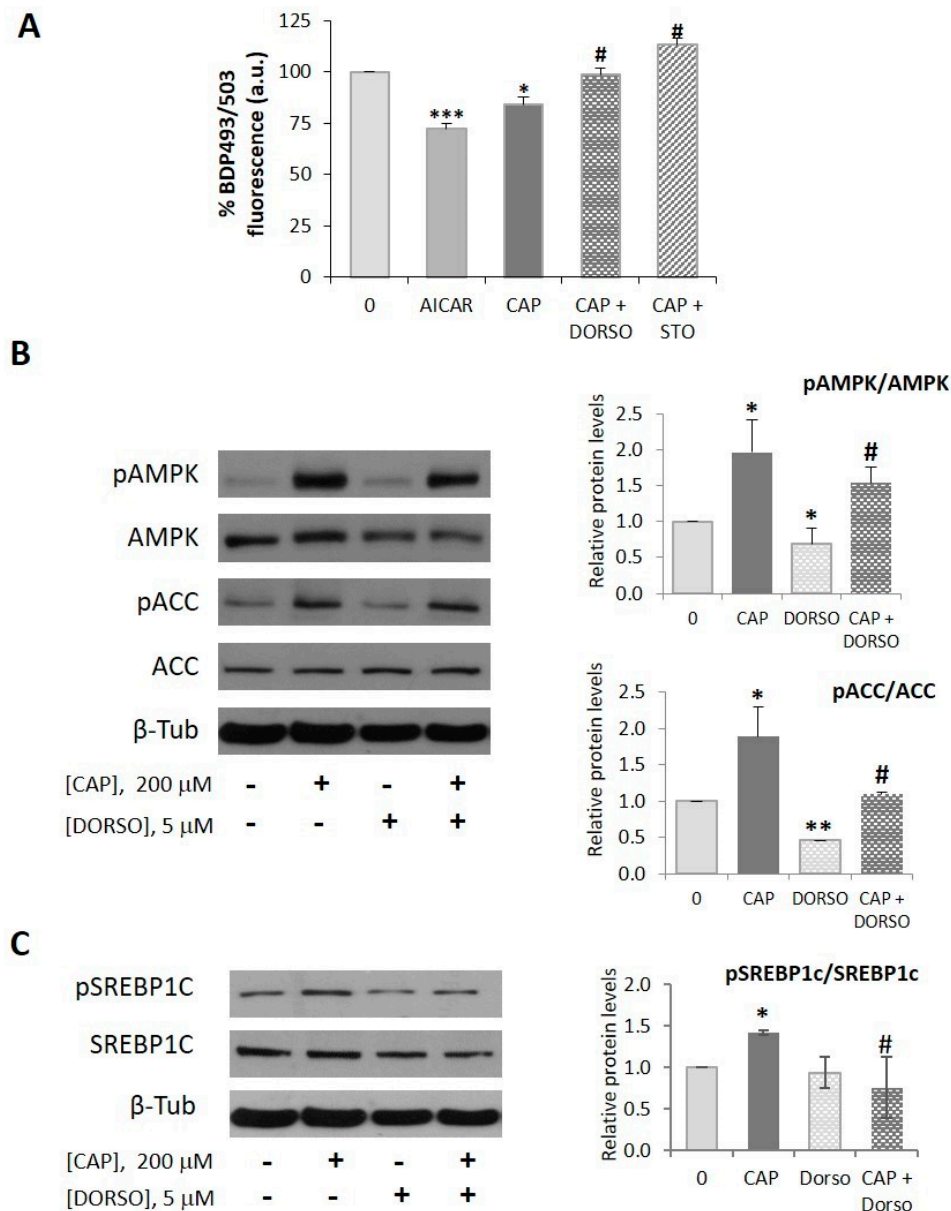 A
% BDP493/503
fluorescence (a.u.)
125
100
75
50
25
0
***
*
#
#
0
AICAR
CAP
CAP +
DORSO
CAP +
STO
B
pAMPK
AMPK
pACC
ACC
β-Tub
[CAP], 200 μM - + - +
[DORSO], 5 μM - - + +
pAMPK/AMPK
Relative protein levels
2.5
2.0
1.5
1.0
0.5
0.0
*
*
#
0
CAP
DORSO
CAP +
DORSO
pACC/ACC
Relative protein levels
2.5
2.0
1.5
1.0
0.5
0.0
*
**
#
0
CAP
DORSO
CAP +
DORSO
C
pSREBP1C
SREBP1C
β-Tub
[CAP], 200 μM - + - +
[DORSO], 5 μM - - + +
pSREBP1c/SREBP1c
Relative protein levels
2.0
1.5
1.0
0.5
0.0
*
#
0
CAP
Dorso
CAP +
Dorso